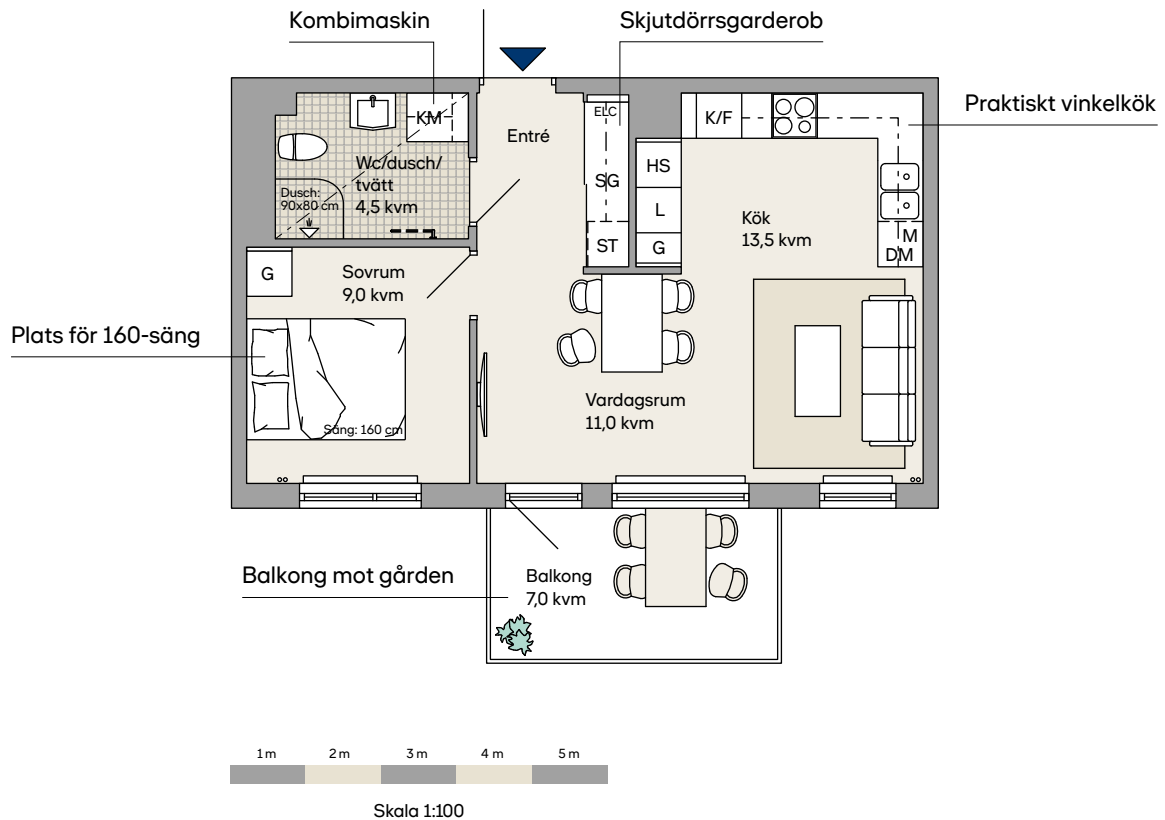 Kombimaskin
Skjutdörrsgarderob
Praktiskt vinkelkök
KM
Entré
ELC
K/F
Wc/dusch/
tvätt
4,5 kvm
Dusch:
90x80 cm
SG
ST
HS
L
G
Kök
13,5 kvm
M
DM
G
Sovrum
9,0 kvm
Plats för 160-säng
Säng: 160 cm
Vardagsrum
11,0 kvm
Balkong mot gården
Balkong
7,0 kvm
1 m 2 m 3 m 4 m 5 m
Skala 1:100